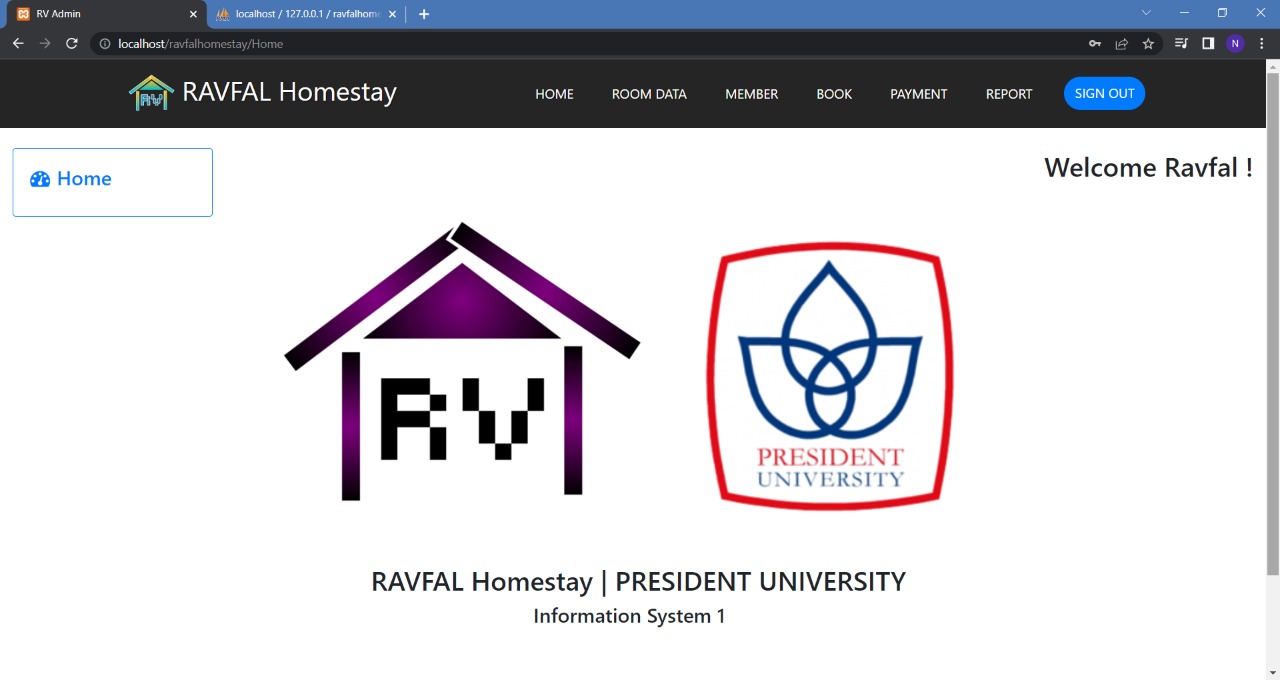 RV Admin
localhost / 127.0.0.1 / ravfalhome
localhost/ravfalhomestay/Home
N
RV
RAVFAL Homestay
HOME
ROOM DATA
MEMBER
BOOK
PAYMENT
REPORT
SIGN OUT
Home
Welcome Ravfal !
RV
PRESIDENT
UNIVERSITY
RAVFAL Homestay | PRESIDENT UNIVERSITY
Information System 1